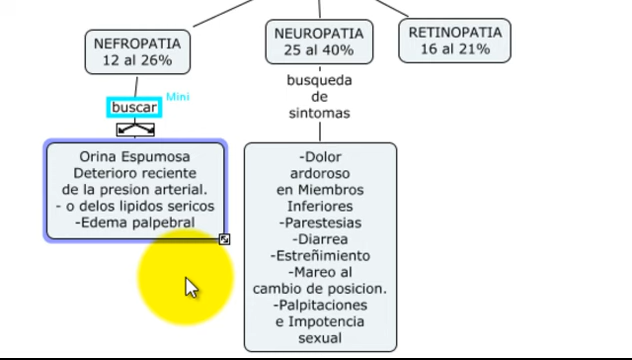 NEFROPATIA
12 al 26%
NEUROPATIA
25 al 40%
RETINOPATIA
16 al 21%
buscar
Mini
busqueda
de
sintomas
Orina Espumosa
Deterioro reciente
de la presion arterial.
- o delos lipidos sericos
-Edema palpebral
-Dolor
ardoroso
en Miembros
Inferiores
-Parestesias
-Diarrea
-Estreñimiento
-Mareo al
cambio de posicion.
-Palpitaciones
e Impotencia
sexual